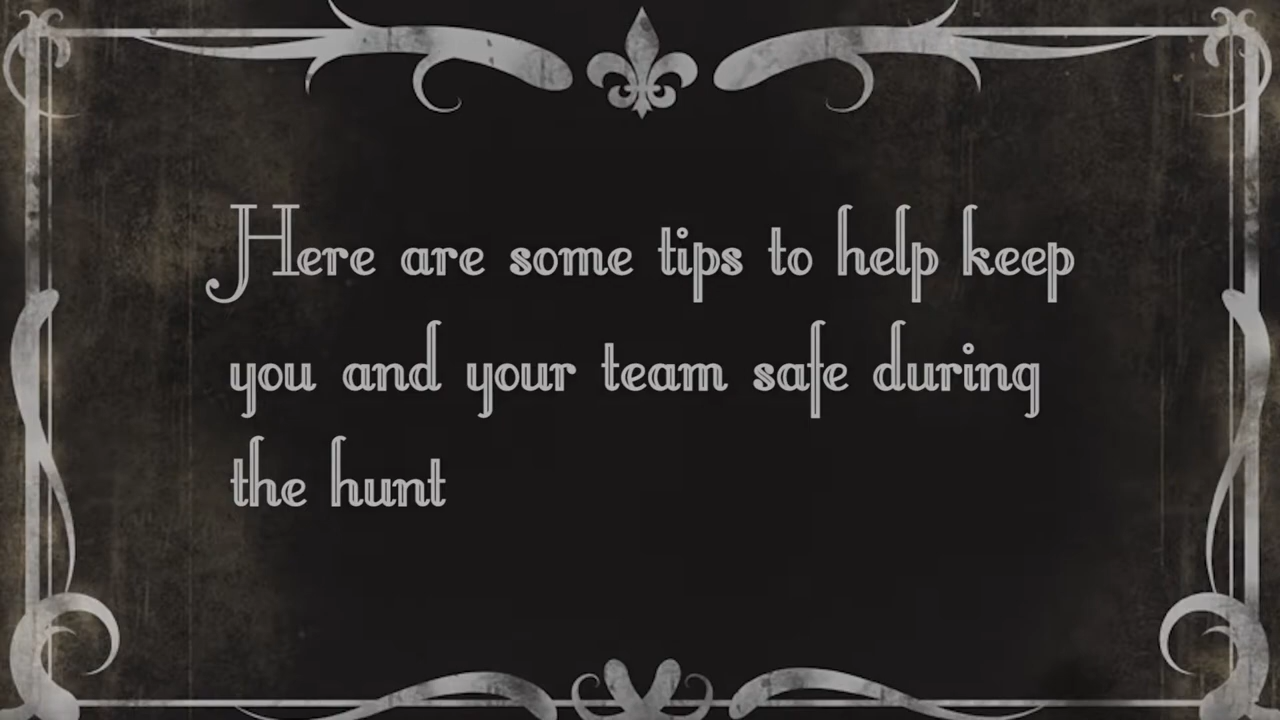 Here are some tips to help keep
you and your team safe during
the hunt